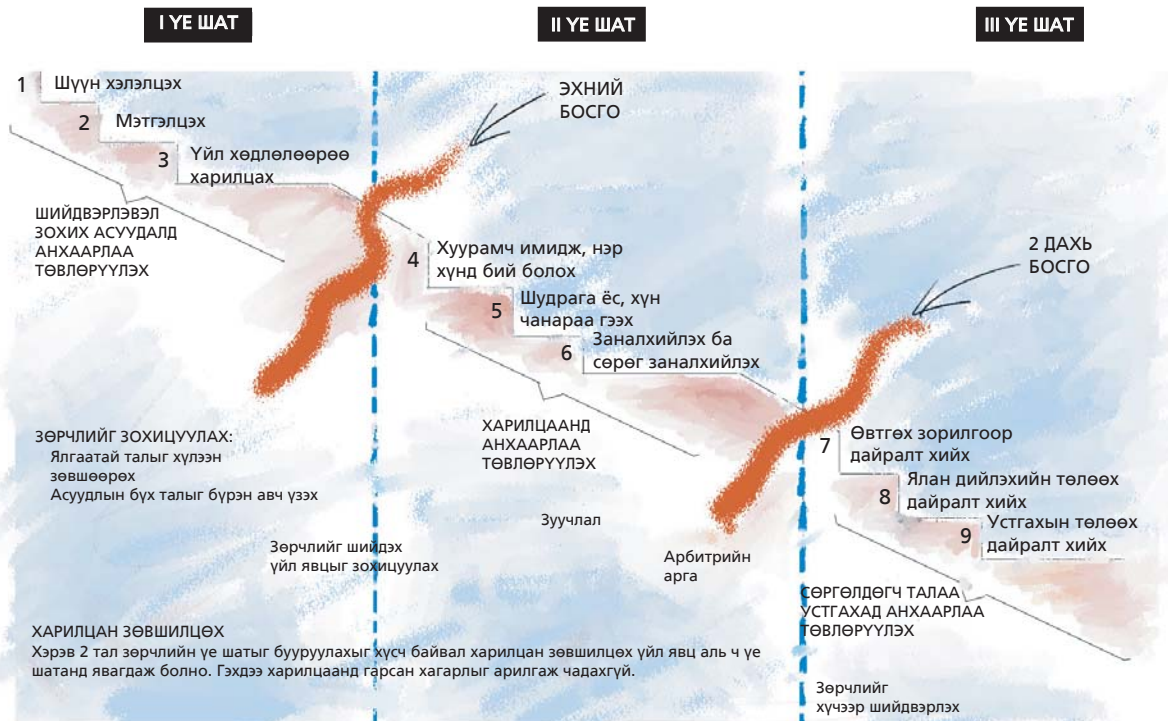 I ҮЕ ШАТ
II ҮЕ ШАТ
III ҮЕ ШАТ
1 Шүүн хэлэлцэх
2 Мэтгэлцэх
3 Үйл хөдлөлөөрөө
харилцах
ШИЙДВЭРЛЭВЭЛ
ЗОХИХ АСУУДАЛД
АНХААРЛАА
ТӨВЛӨРҮҮЛЭХ
ЭХНИЙ
БОСГО
4 Хуурамч имидж, нэр
хүнд бий болох
5 Шудрага ёс, хүн
чанараа гээх
6 Заналхийлэх ба
сөрөг заналхийлэх
ХАРИЛЦААНД
АНХААРЛАА
ТӨВЛӨРҮҮЛЭХ
2 ДАХЬ
БОСГО
7 Өвтгөх зорилгоор
дайралт хийх
8 Ялан дийлэхийн төлөөх
дайралт хийх
9 Устгахын төлөөх
дайралт хийх
СӨРГӨЛДӨГЧ ТАЛАА
УСТГАХАД АНХААРЛАА
ТӨВЛӨРҮҮЛЭХ
ЗӨРЧЛИЙГ ЗОХИЦУУЛАХ:
Ялгаатай талыг хүлээн
зөвшөөрөх
Асуудлын бүх талыг бүрэн авч үзэх
Зөрчлийг шийдэх
үйл явцыг зохицуулах
Зуучлал
Арбитрийн
арга
ХАРИЛЦАН ЗӨВШИЛЦӨХ
Хэрэв 2 тал зөрчлийн үе шатыг бууруулахыг хүсч байвал харилцан зөвшилцөх үйл явц аль ч үе
шатанд явагдаж болно. Гэхдээ харилцаанд гарсан хагарлыг арилгаж чадахгүй.
Зөрчлийг
хүчээр шийдвэрлэх